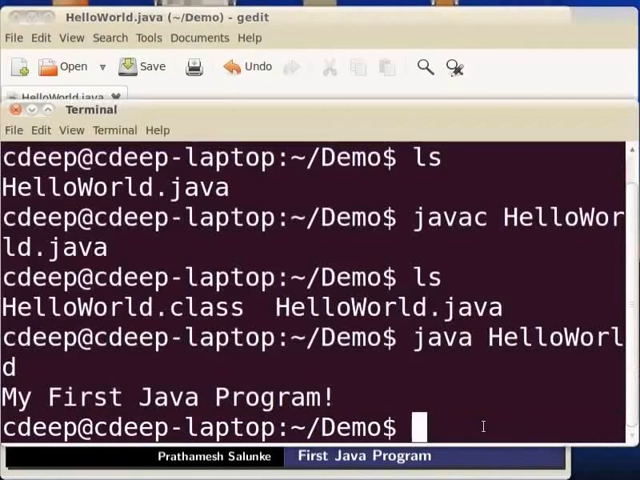 HelloWorld.java (~/Demo) - gedit
File Edit View Search Tools Documents Help
Open Save Undo
HelloWorld.java
Terminal
File Edit View Terminal Help
cdeep@cdeep-laptop:~/Demo$ ls
HelloWorld.java
cdeep@cdeep-laptop:~/Demo$ javac HelloWor
ld.java
cdeep@cdeep-laptop:~/Demo$ ls
HelloWorld.class  HelloWorld.java
cdeep@cdeep-laptop:~/Demo$ java HelloWorl
d
My First Java Program!
cdeep@cdeep-laptop:~/Demo$
Prathamesh Salunke First Java Program